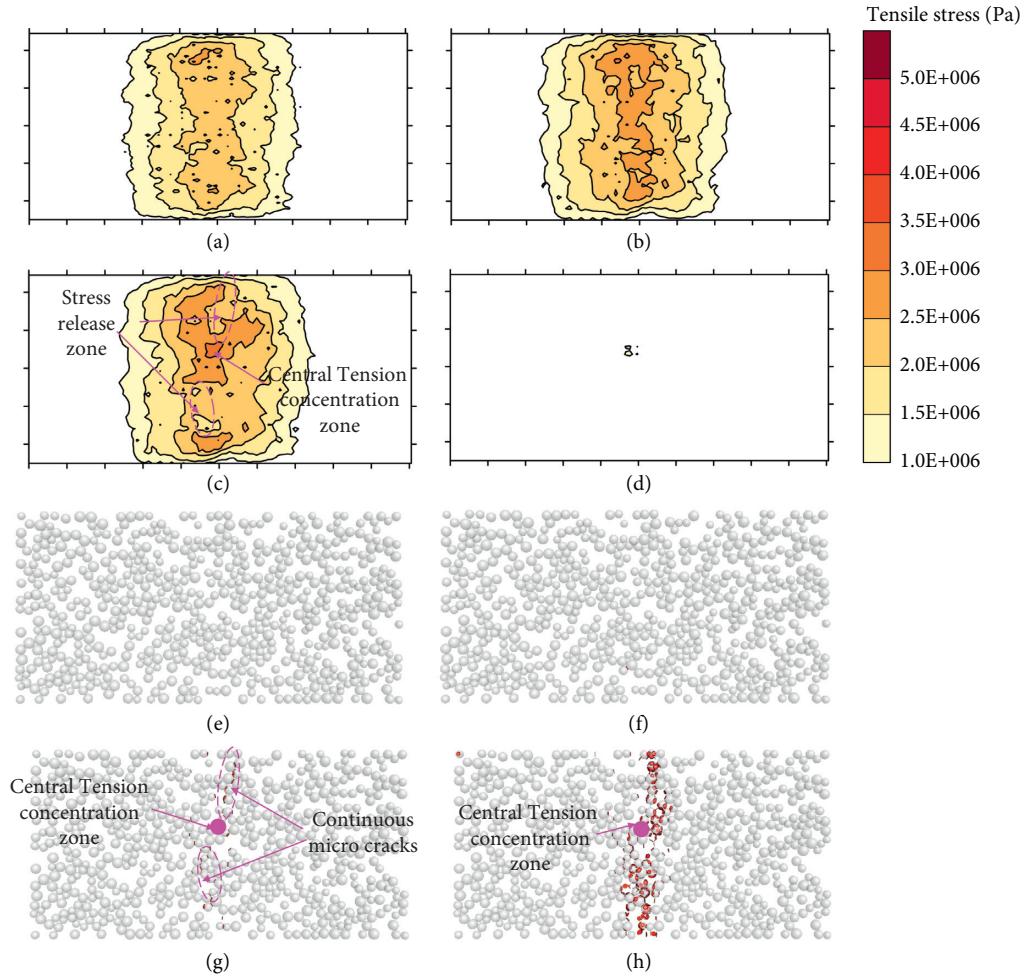 Tensile stress (Pa)
5.0E+006
4.5E+006
4.0E+006
3.5E+006
3.0E+006
2.5E+006
2.0E+006
1.5E+006
1.0E+006
(a)
(b)
Stress
release
zone
Central Tension
concentration
zone
(c)
(d)
(e)
(f)
Central Tension
concentration
zone
Continuous
micro cracks
(g)
Central Tension
concentration
zone
(h)